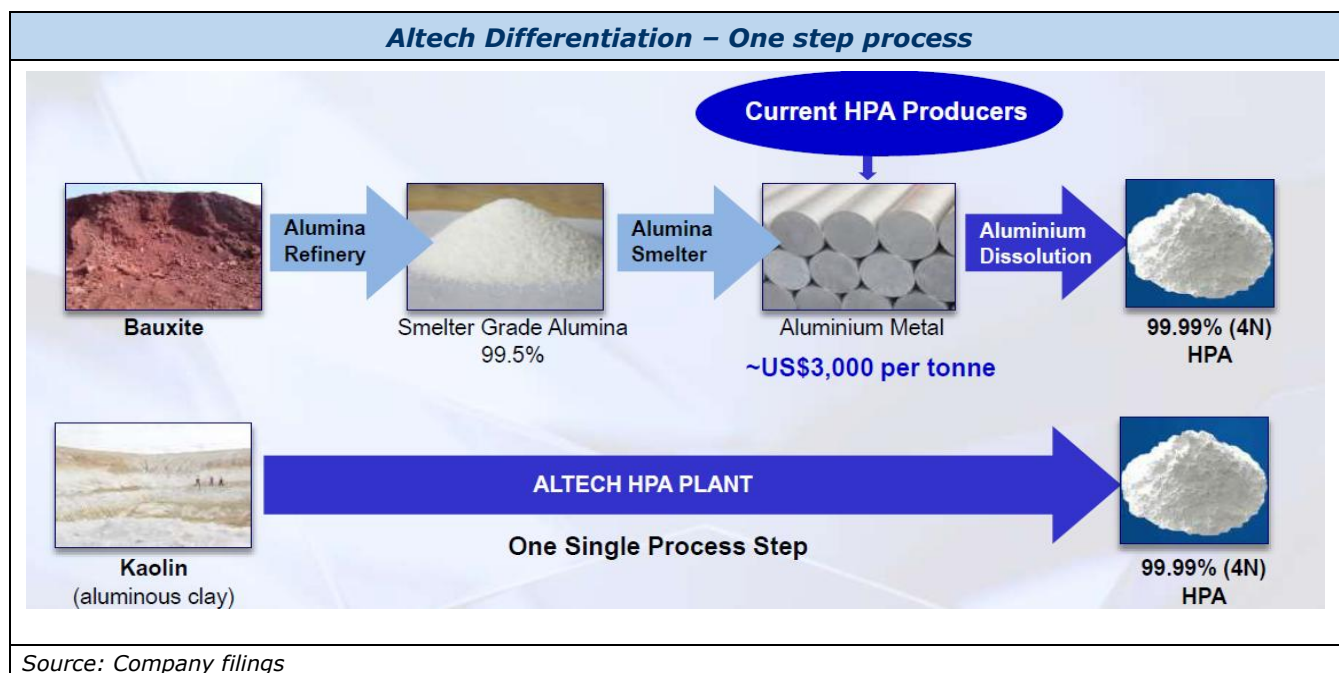 Altech Differentiation – One step process
Current HPA Producers
Alumina
Refinery
Alumina
Smelter
Aluminium
Dissolution
Bauxite
Smelter Grade Alumina
99.5%
Aluminium Metal
~US$3,000 per tonne
99.99% (4N)
HPA
ALTECH HPA PLANT
One Single Process Step
Kaolin
(aluminous clay)
99.99% (4N)
HPA
Source: Company filings